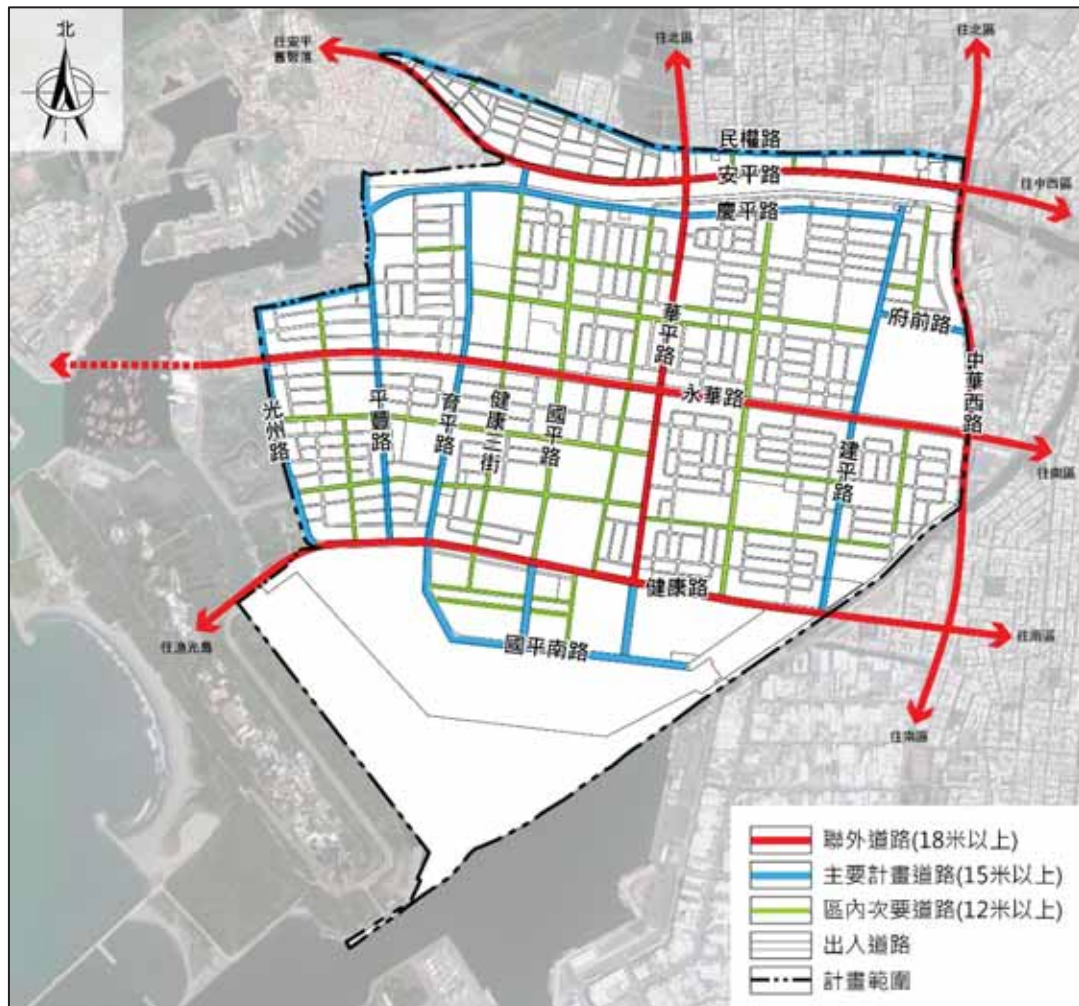 北
往安平
舊聚落
往北區
往北區
民權路
安平路
往中西區
慶平路
華平路
府前路
中華西路
永華路
光州路
平豐路
育平路
健康三街
國平路
建平路
往南區
健康路
往漁光島
國平南路
往南區
往南區
聯外道路(18米以上)
主要計畫道路(15米以上)
區內次要道路(12米以上)
出入道路
計畫範圍